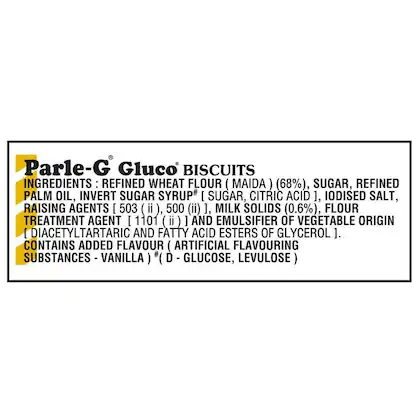 Parle-G® Gluco® BISCUITS
INGREDIENTS : REFINED WHEAT FLOUR ( MAIDA ) (68%), SUGAR, REFINED
PALM OIL, INVERT SUGAR SYRUP# [ SUGAR, CITRIC ACID ], IODISED SALT,
RAISING AGENTS [ 503 ( ii ), 500 (ii) ], MILK SOLIDS (0.6%), FLOUR
TREATMENT AGENT [ 1101 ( ii ) ] AND EMULSIFIER OF VEGETABLE ORIGIN
[ DIACETYLTARTARIC AND FATTY ACID ESTERS OF GLYCEROL ].
CONTAINS ADDED FLAVOUR ( ARTIFICIAL FLAVOURING
SUBSTANCES - VANILLA ) #( D - GLUCOSE, LEVULOSE )